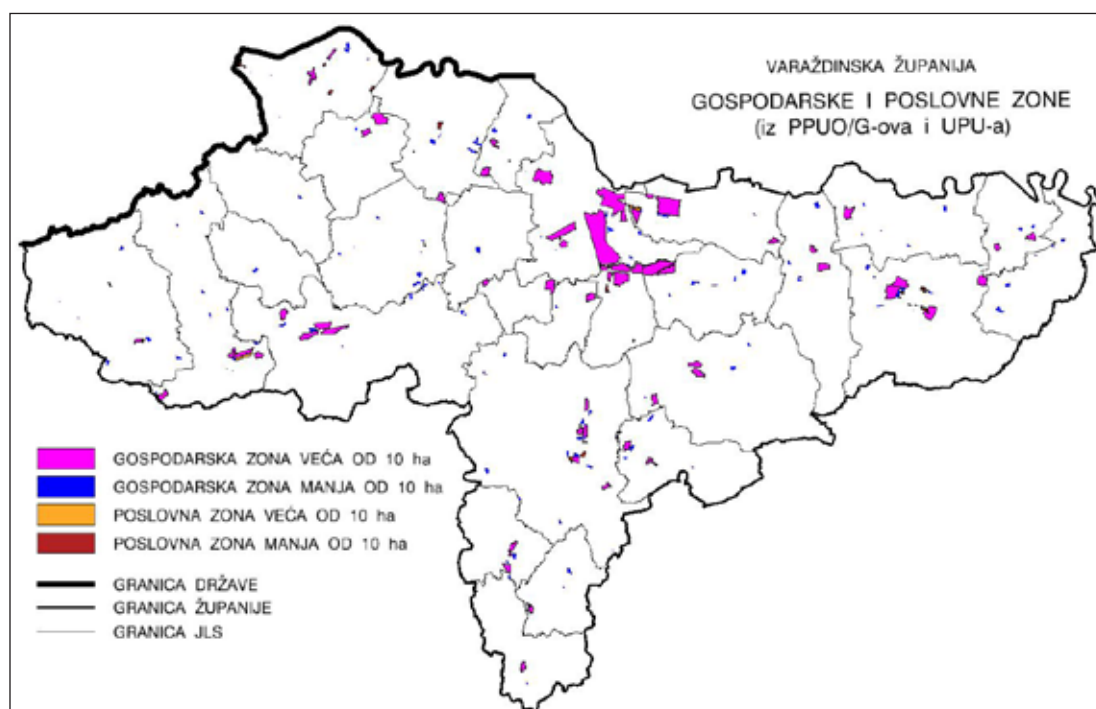 VARAŽDINSKA ŽUPANIJA
GOSPODARSKE I POSLOVNE ZONE
(iz PPUO/G-ova i UPU-a)
GOSPODARSKA ZONA VEĆA OD 10 ha
GOSPODARSKA ZONA MANJA OD 10 ha
POSLOVNA ZONA VEĆA OD 10 ha
POSLOVNA ZONA MANJA OD 10 ha
GRANICA DRŽAVE
GRANICA ŽUPANIJE
GRANICA JLS